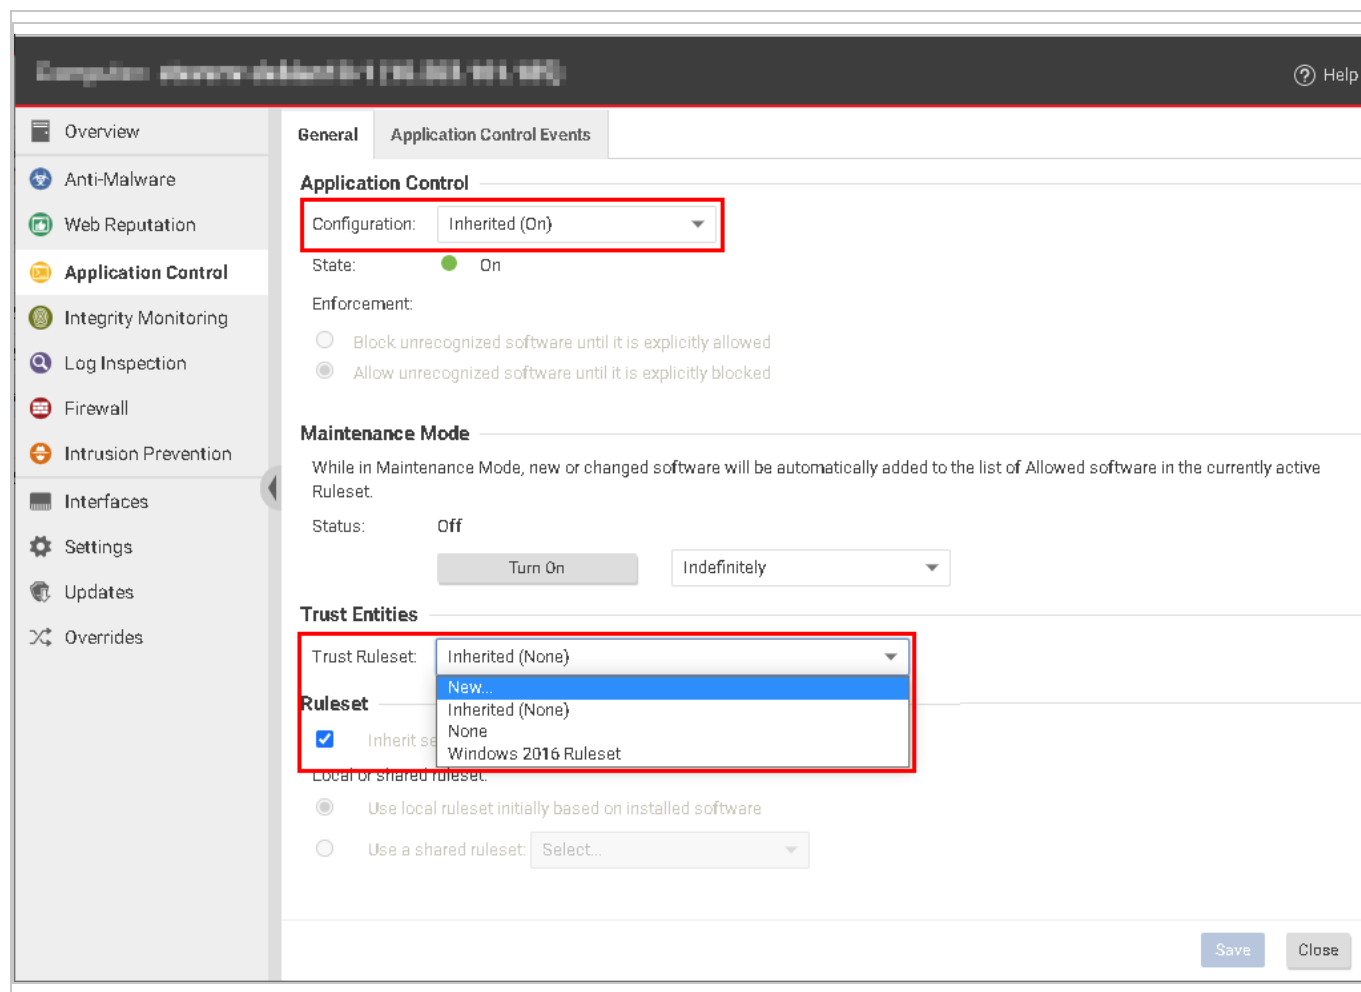 Help
Overview
Anti-Malware
Web Reputation
Application Control
Integrity Monitoring
Log Inspection
Firewall
Intrusion Prevention
Interfaces
Settings
Updates
Overrides
General Application Control Events
Application Control
Configuration: Inherited (On)
State: On
Enforcement:
Block unrecognized software until it is explicitly allowed
Allow unrecognized software until it is explicitly blocked
Maintenance Mode
While in Maintenance Mode, new or changed software will be automatically added to the list of Allowed software in the currently active
Ruleset.
Status: Off
Turn On Indefinitely
Trust Entities
Trust Ruleset: Inherited (None)
New...
Inherited (None)
None
Windows 2016 Ruleset
Ruleset
Inherit
Local or shared ruleset:
Use local ruleset initially based on installed software
Use a shared ruleset: Select...
Save Close